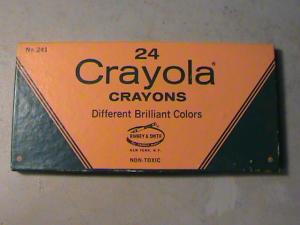 No. 241
24
Crayola®
CRAYONS
Different Brilliant Colors
BINNEY & SMITH
NEW YORK, N.Y.
NON-TOXIC